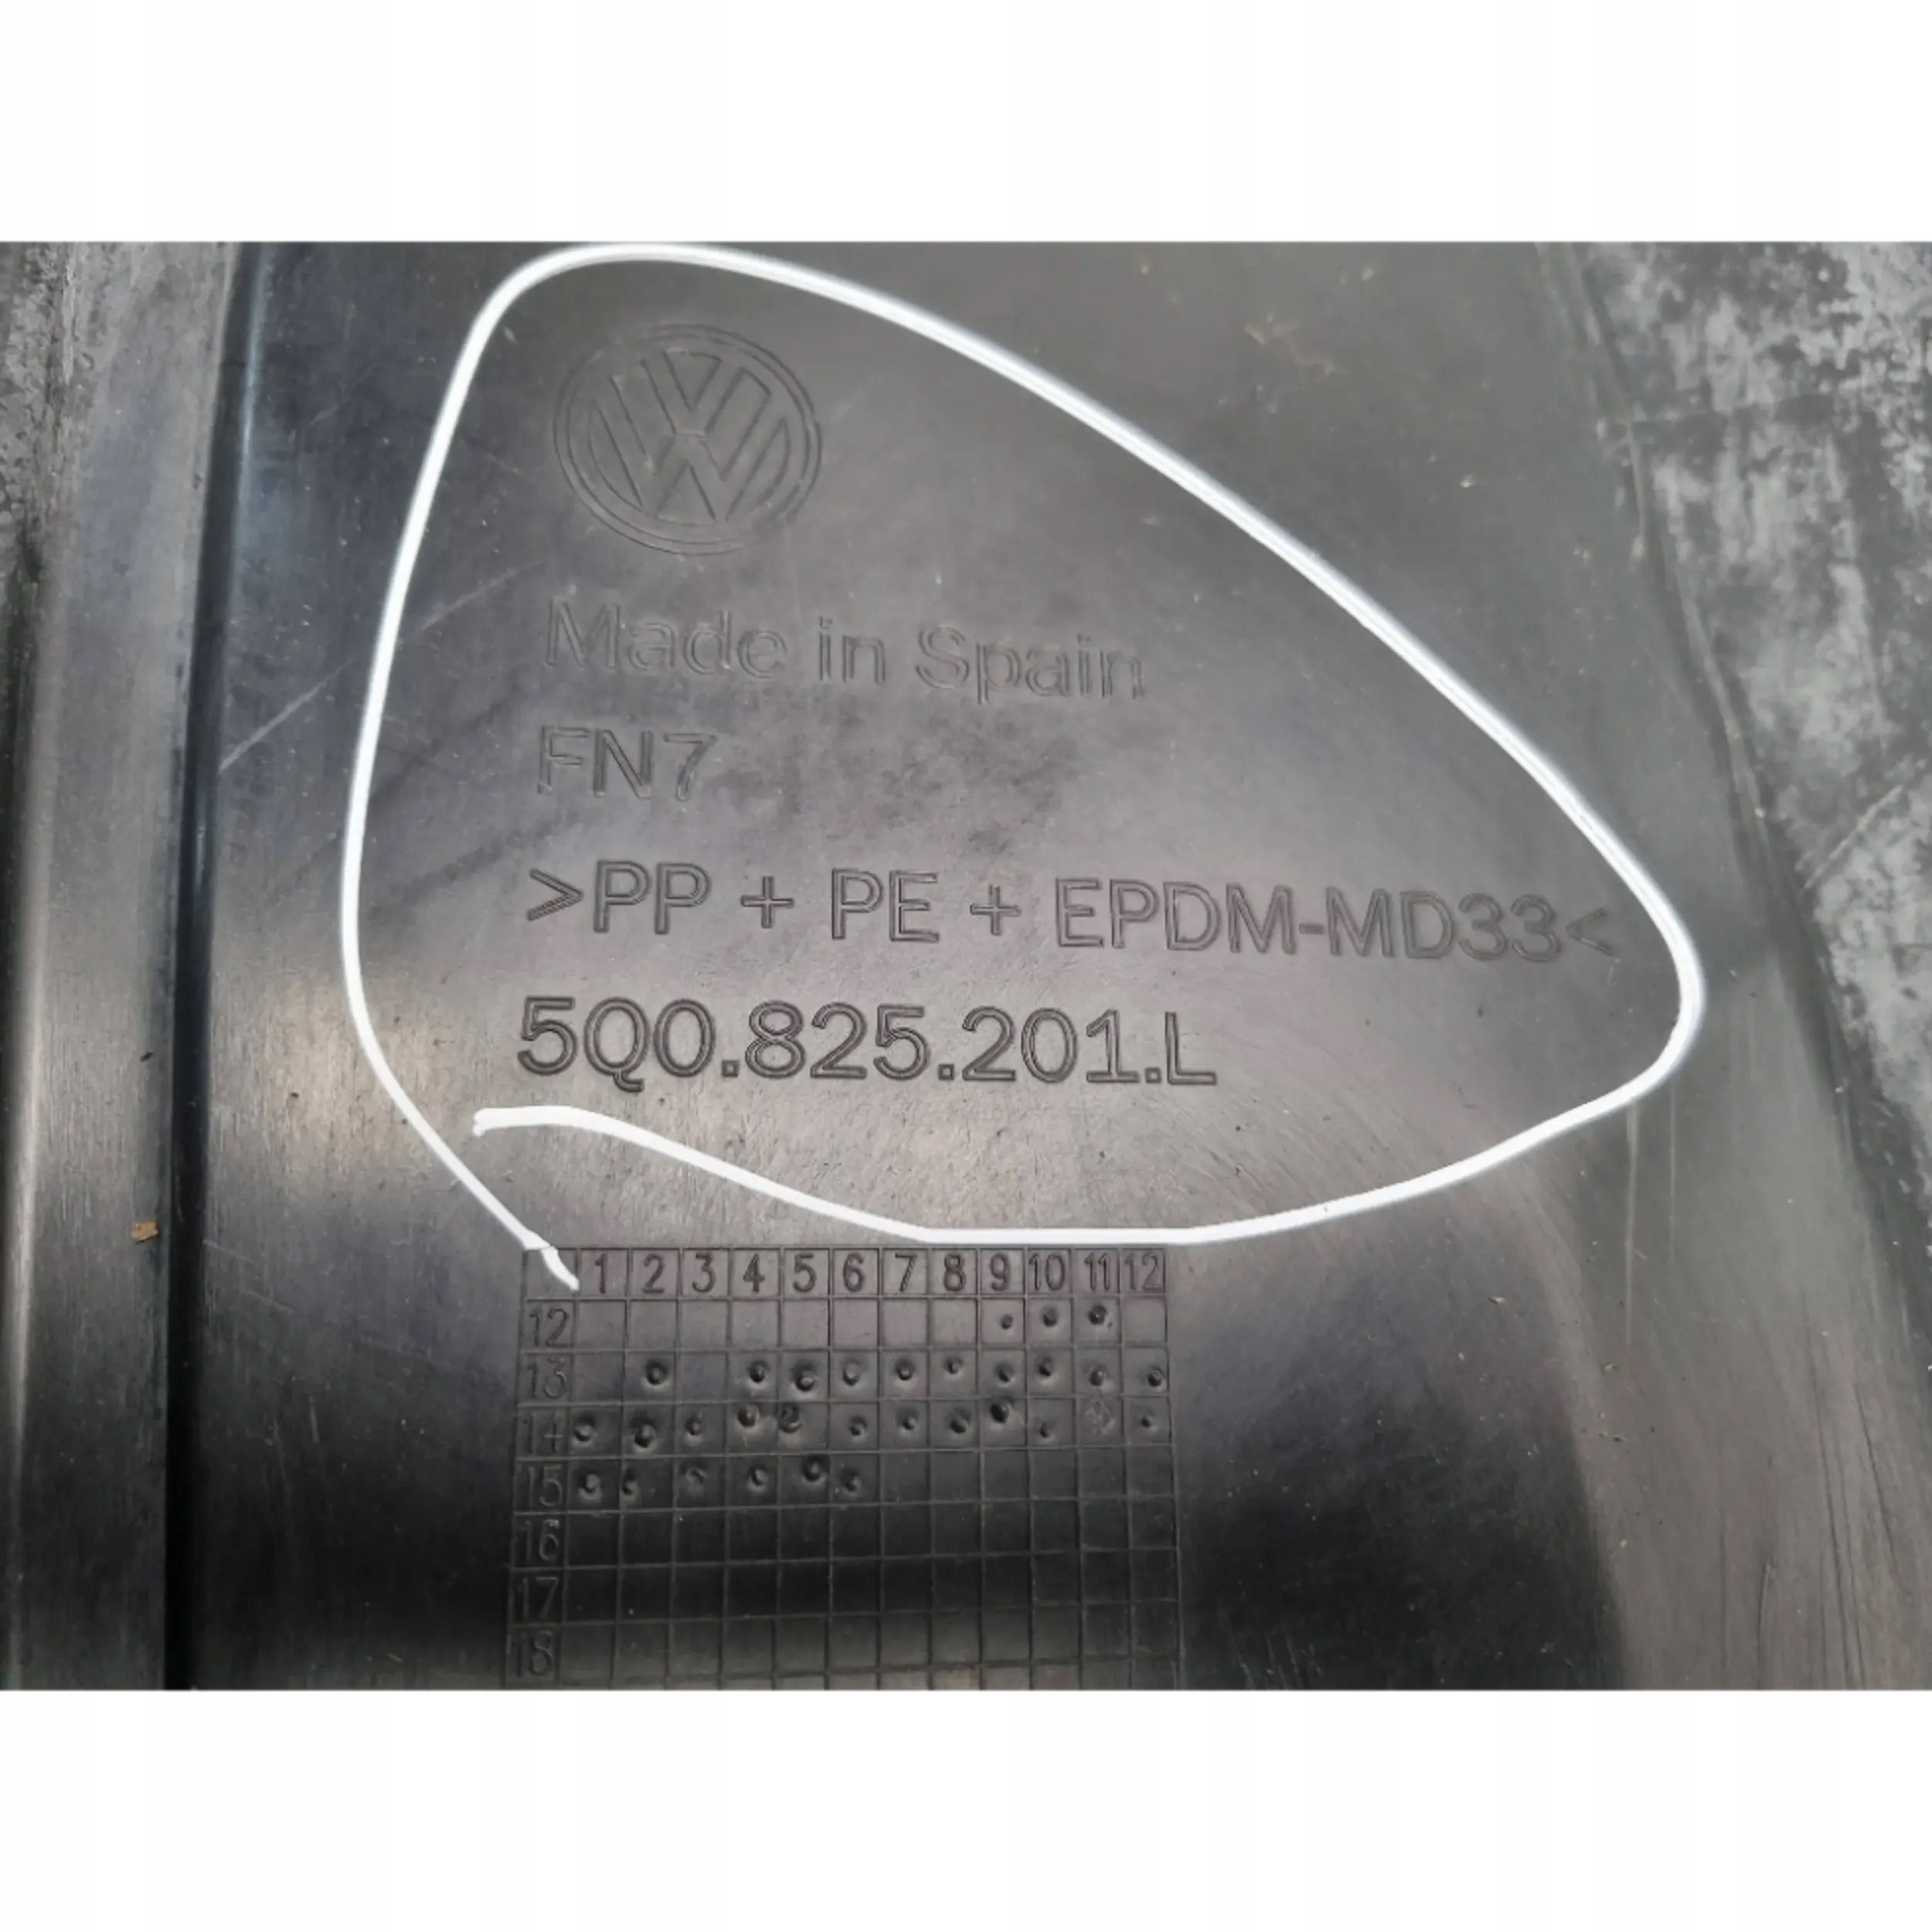 Made in Spain
FN7
>PP + PE + EPDM-MD33<
5Q0.825.201.L
1 2 3 4 5 6 7 8 9 10 11 12
12
13
14
15
16
17
18